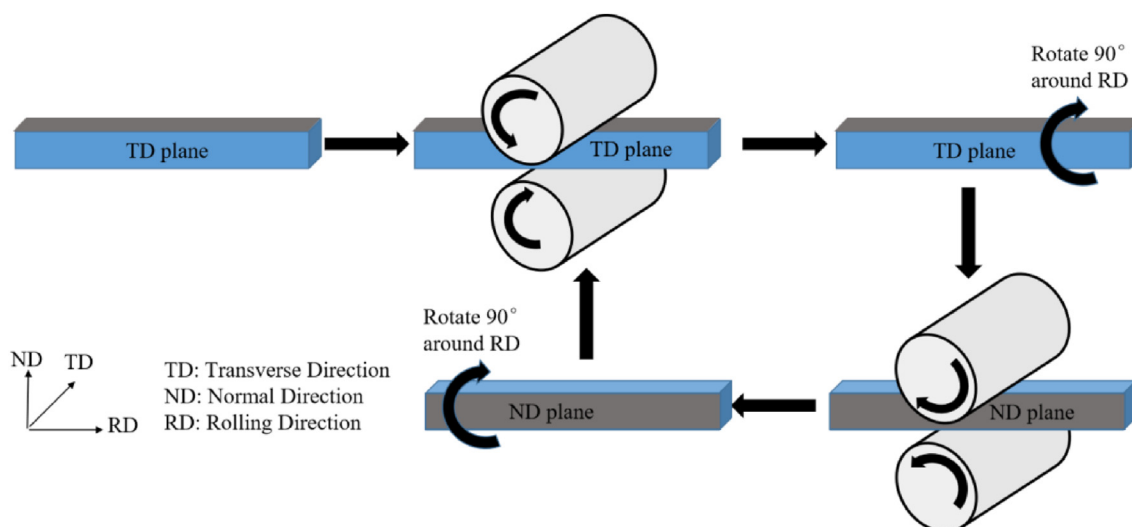 Rotate 90°
around RD
TD plane
TD plane
TD plane
Rotate 90°
around RD
ND
TD
RD
TD: Transverse Direction
ND: Normal Direction
RD: Rolling Direction
ND plane
ND plane